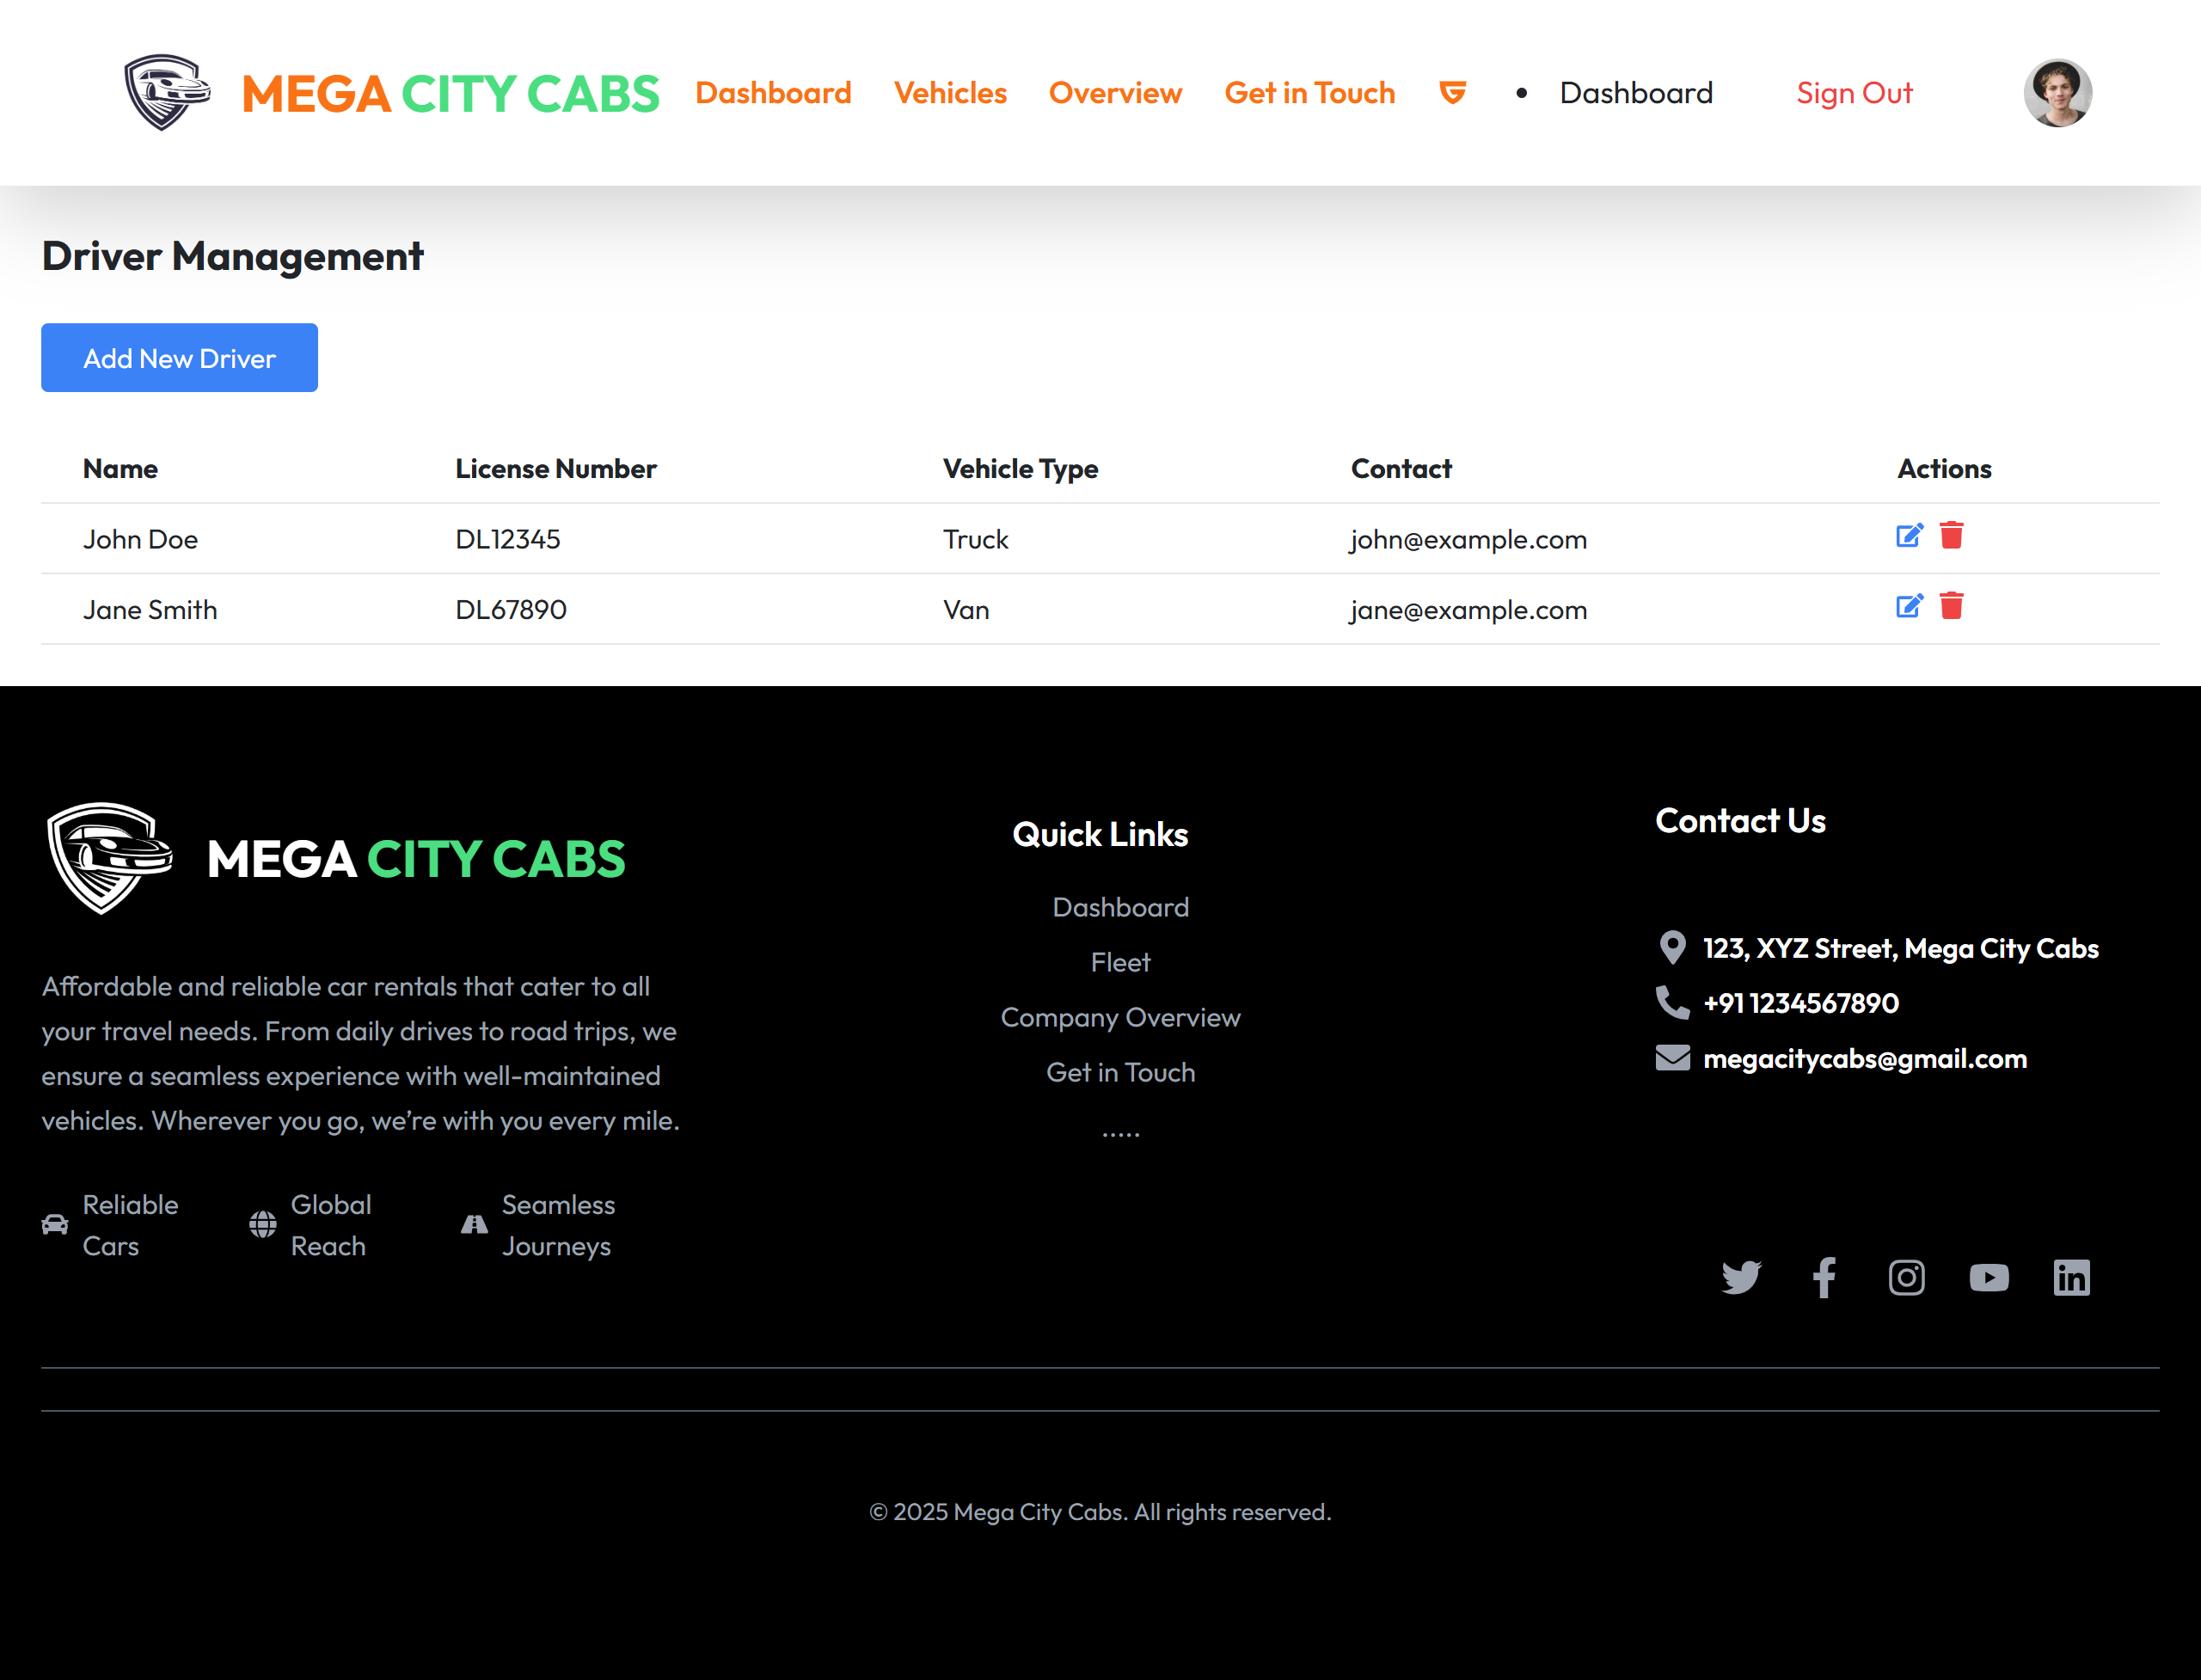 MEGA CITY CABS Dashboard Vehicles Overview Get in Touch • Dashboard Sign Out
Driver Management
Add New Driver
Name License Number Vehicle Type Contact Actions
John Doe DL12345 Truck john@example.com
Jane Smith DL67890 Van jane@example.com
MEGA CITY CABS
Affordable and reliable car rentals that cater to all
your travel needs. From daily drives to road trips, we
ensure a seamless experience with well-maintained
vehicles. Wherever you go, we’re with you every mile.
Reliable
Cars
Global
Reach
Seamless
Journeys
Quick Links
Dashboard
Fleet
Company Overview
Get in Touch
.....
Contact Us
123, XYZ Street, Mega City Cabs
+91 1234567890
megacitycabs@gmail.com
© 2025 Mega City Cabs. All rights reserved.